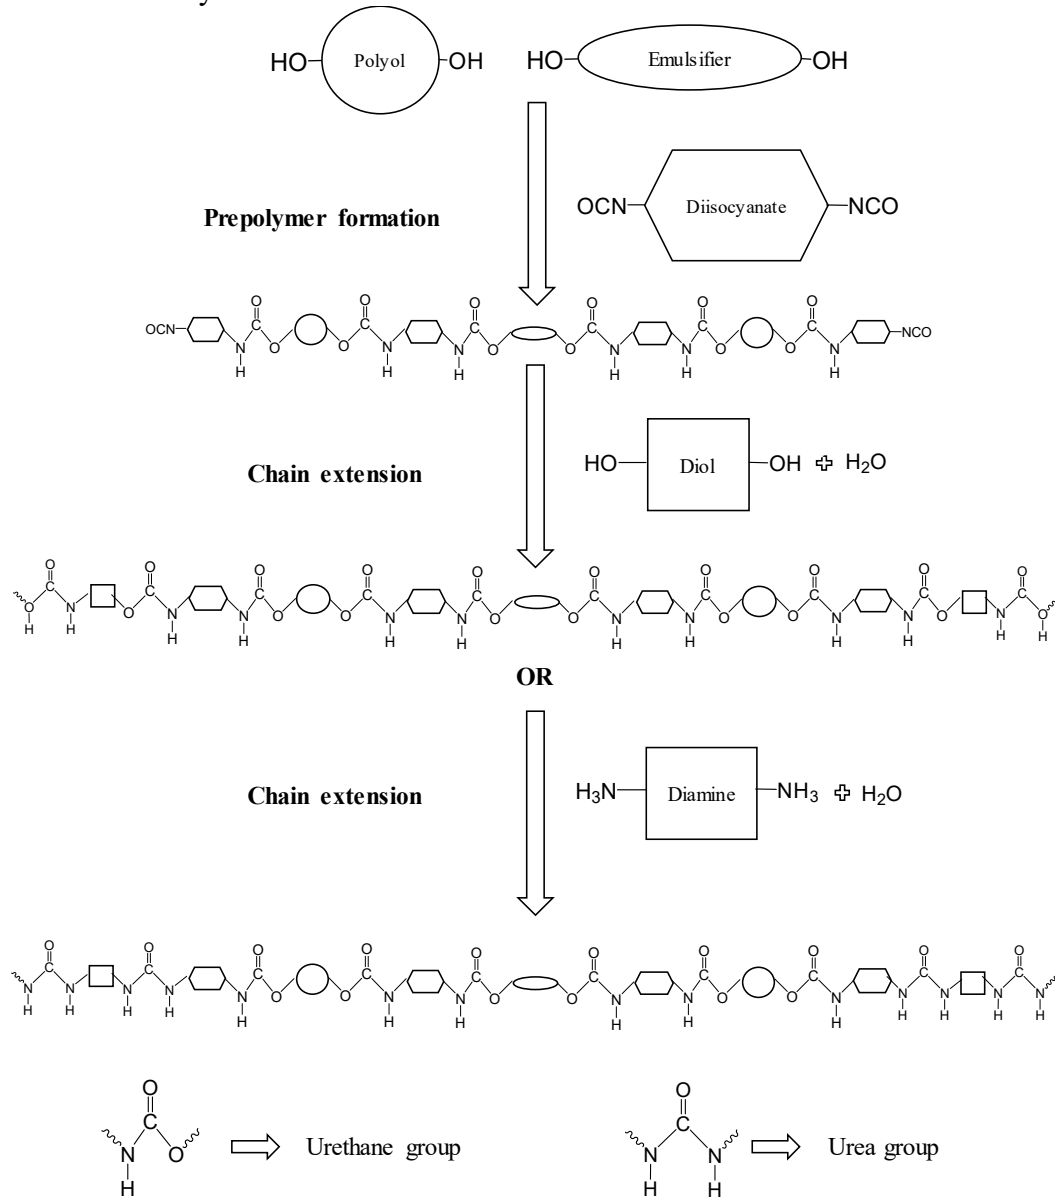 HO Polyol OH HO Emulsifier OH
Prepolymer formation
OCN Diisocyanate NCO
O O O O O O
OCN N C O O C N N C O O C N N C O O C N NCO
H H H H H H
Chain extension
HO Diol OH + H₂O
O O O O O O O O O O
O C N O C N N C O O C N N C O O C N N C O O C N N C O N C O
H H H H H H H H H H H H
OR
Chain extension
H₃N Diamine NH₃ + H₂O
O O O O O O O O O O
N C N N C N N C O O C N N C O O C N N C O O C N N C N N C N
H H H H H H H H H H H H H H
O O
C C
N O Urethane group N N Urea group
H H H